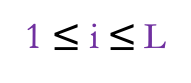 1 ≤ i ≤ L